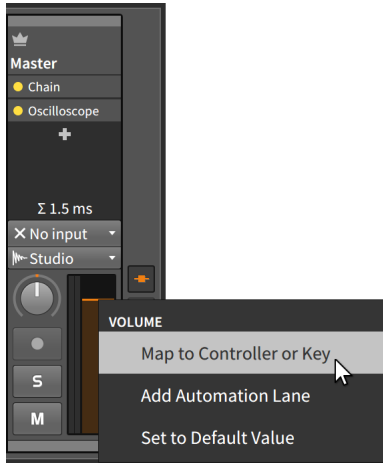 Master
Chain
Oscilloscope
Σ 1.5 ms
No input
Studio
S
M
VOLUME
Map to Controller or Key
Add Automation Lane
Set to Default Value